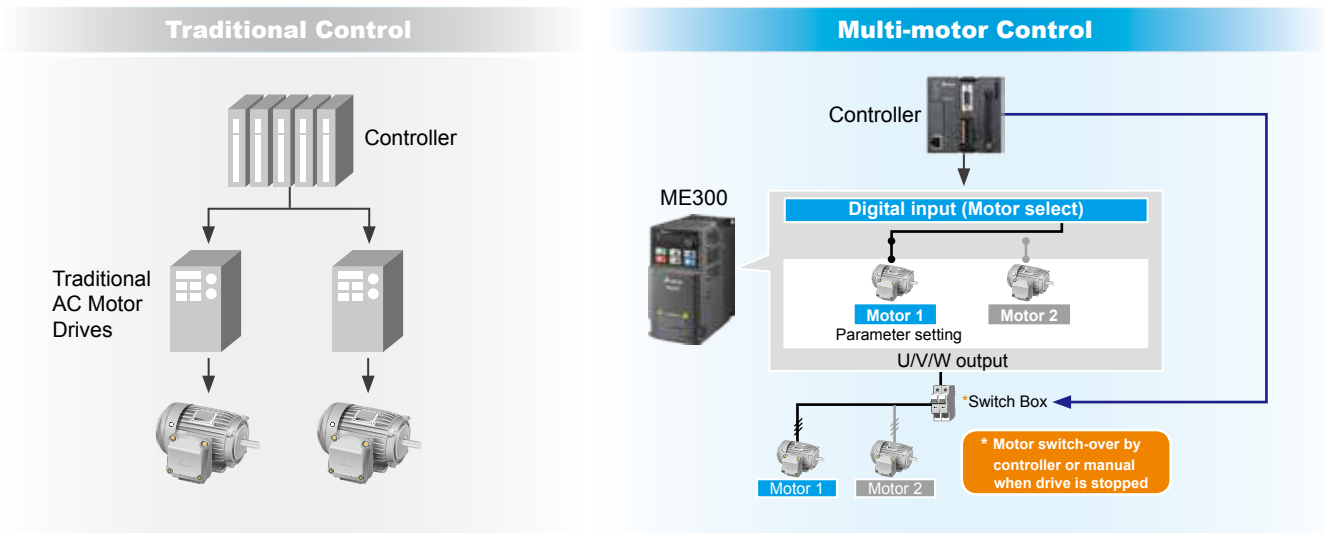 Traditional Control
Controller
Traditional
AC Motor
Drives
Multi-motor Control
Controller
ME300
Digital input (Motor select)
Motor 1
Motor 2
Parameter setting
U/V/W output
*Switch Box
Motor 1
Motor 2
* Motor switch-over by
controller or manual
when drive is stopped